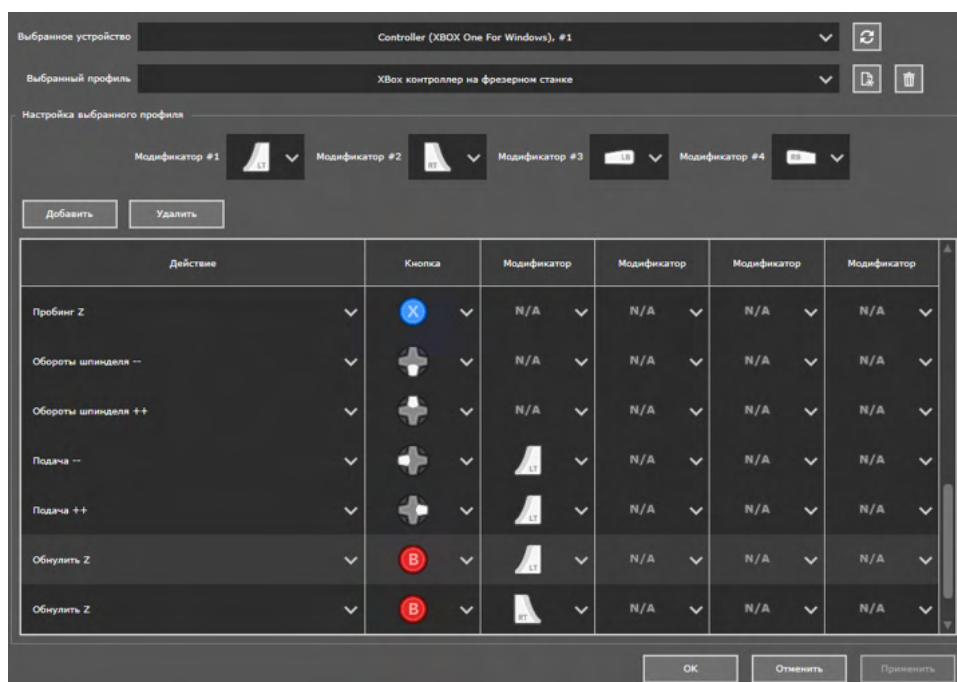 Выбранное устройство Controller (XBOX One For Windows), #1
Выбранный профиль XBox контроллер на фрезерном станке
Настройка выбранного профиля
Модификатор #1 LT Модификатор #2 RT Модификатор #3 LB Модификатор #4 RB
Добавить Удалить
Действие Кнопка Модификатор Модификатор Модификатор Модификатор
Пробинг Z X N/A N/A N/A N/A
Обороты шпинделя -- N/A N/A N/A N/A
Обороты шпинделя ++ N/A N/A N/A N/A
Подача -- LT N/A N/A N/A
Подача ++ LT N/A N/A N/A
Обнулить Z B LT N/A N/A N/A
Обнулить Z B RT N/A N/A N/A
OK Отменить Применить